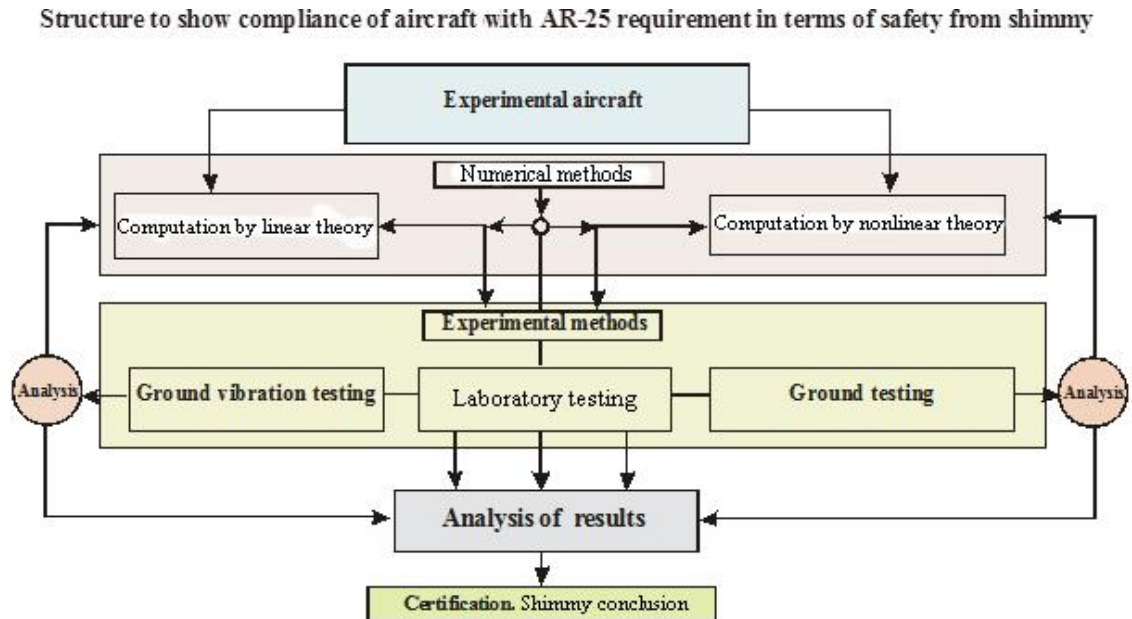 Structure to show compliance of aircraft with AR-25 requirement in terms of safety from shimmy
Experimental aircraft
Numerical methods
Computation by linear theory
Computation by nonlinear theory
Experimental methods
Analysis
Ground vibration testing
Laboratory testing
Ground testing
Analysis
Analysis of results
Certification. Shimmy conclusion